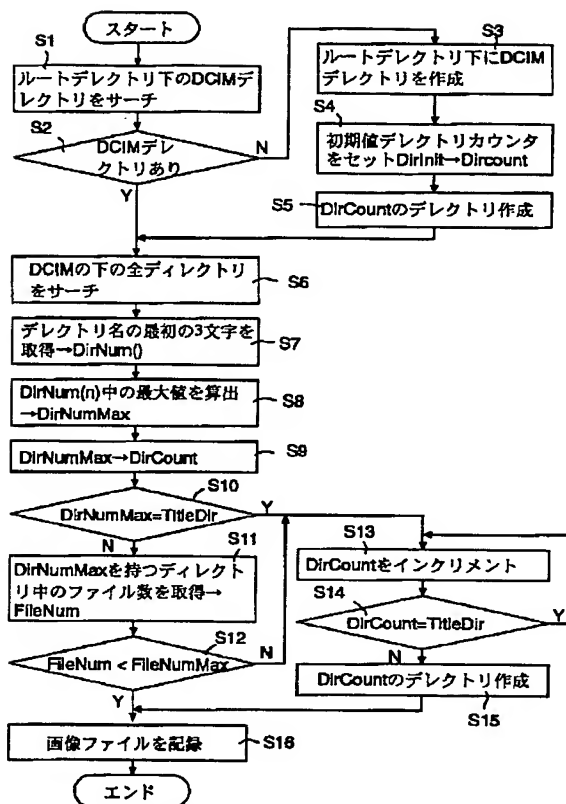 スタート
S1
ルートデレクトリ下のDCIMデ
レクトリをサーチ
S2
DCIMデレ
クトリあり
N
Y
S3
ルートデレクトリ下にDCIM
デレクトリを作成
S4
初期値デレクトリカウンタ
をセットDirInit→Dircount
S5
DirCountのデレクトリ作成
DCIMの下の全ディレクトリ
をサーチ
S6
デレクトリ名の最初の3文字を
取得→DirNum()
S7
DirNum(n)中の最大値を算出
→DirNumMax
S8
DirNumMax→DirCount
S9
S10
DirNumMax=TitleDir
Y
N
S11
DirNumMaxを持つディレクト
リ中のファイル数を取得→
FileNum
S12
FileNum < FileNumMax
N
Y
S13
DirCountをインクリメント
S14
DirCount=TitleDir
Y
N
DirCountのデレクトリ作成
S15
画像ファイルを記録
S16
エンド